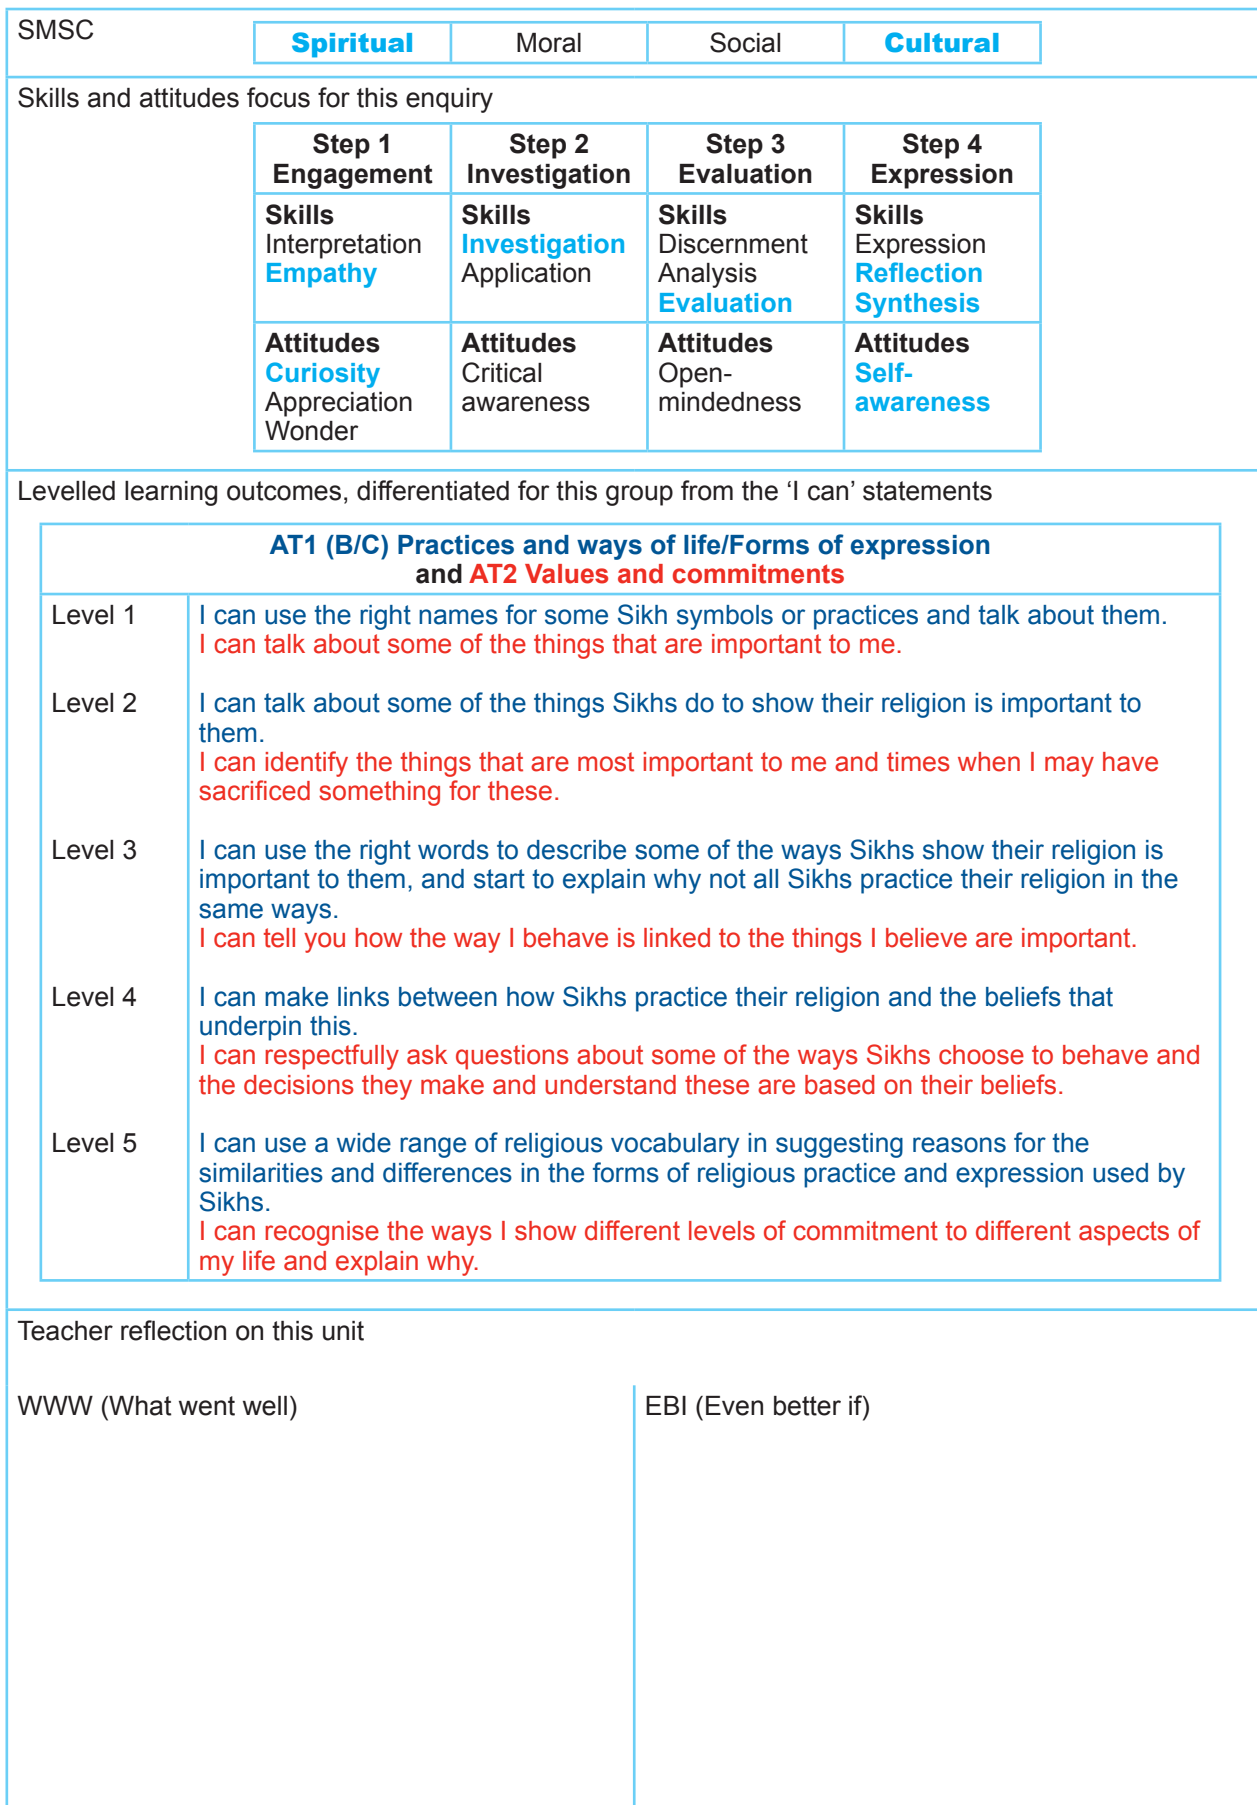 SMSC
Spiritual Moral Social Cultural
Skills and attitudes focus for this enquiry
Step 1 Step 2 Step 3 Step 4
Engagement Investigation Evaluation Expression
Skills Skills Skills Skills
Interpretation Investigation Discernment Expression
Empathy Application Analysis Reflection
Evaluation Synthesis
Attitudes Attitudes Attitudes Attitudes
Curiosity Critical Open- Self-
Appreciation awareness mindedness awareness
Wonder
Levelled learning outcomes, differentiated for this group from the ‘I can’ statements
AT1 (B/C) Practices and ways of life/Forms of expression
and AT2 Values and commitments
Level 1 I can use the right names for some Sikh symbols or practices and talk about them.
I can talk about some of the things that are important to me.
Level 2 I can talk about some of the things Sikhs do to show their religion is important to
them.
I can identify the things that are most important to me and times when I may have
sacrificed something for these.
Level 3 I can use the right words to describe some of the ways Sikhs show their religion is
important to them, and start to explain why not all Sikhs practice their religion in the
same ways.
I can tell you how the way I behave is linked to the things I believe are important.
Level 4 I can make links between how Sikhs practice their religion and the beliefs that
underpin this.
I can respectfully ask questions about some of the ways Sikhs choose to behave and
the decisions they make and understand these are based on their beliefs.
Level 5 I can use a wide range of religious vocabulary in suggesting reasons for the
similarities and differences in the forms of religious practice and expression used by
Sikhs.
I can recognise the ways I show different levels of commitment to different aspects of
my life and explain why.
Teacher reflection on this unit
WWW (What went well) EBI (Even better if)